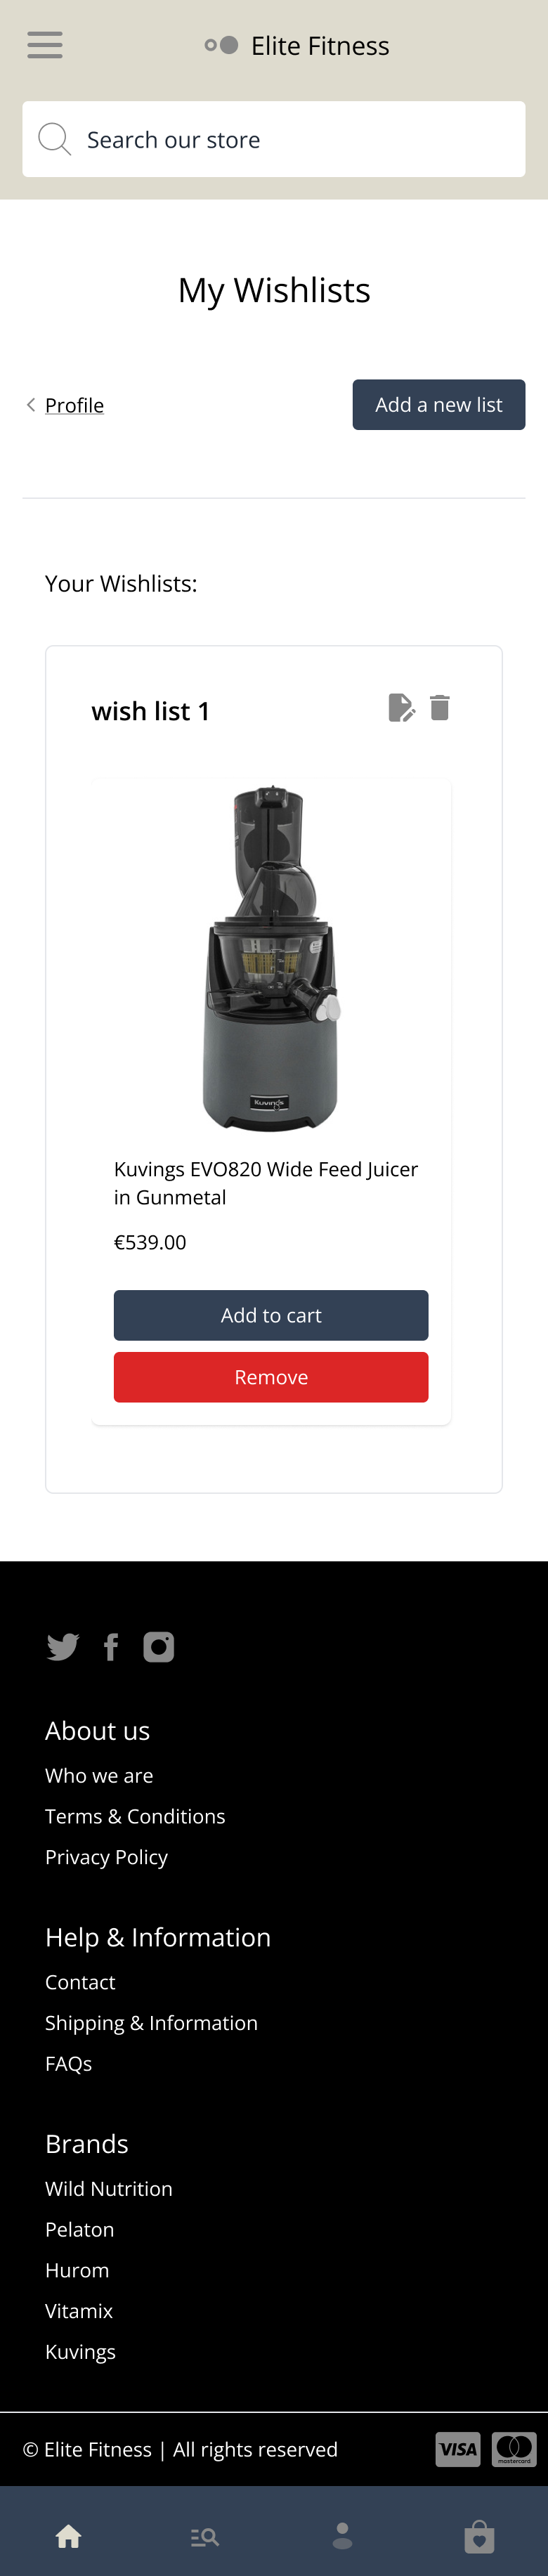 Elite Fitness
Search our store
My Wishlists
Profile
Add a new list
Your Wishlists:
wish list 1
Kuvings
Kuvings EVO820 Wide Feed Juicer
in Gunmetal
€539.00
Add to cart
Remove
About us
Who we are
Terms & Conditions
Privacy Policy
Help & Information
Contact
Shipping & Information
FAQs
Brands
Wild Nutrition
Pelaton
Hurom
Vitamix
Kuvings
© Elite Fitness | All rights reserved
VISA
mastercard